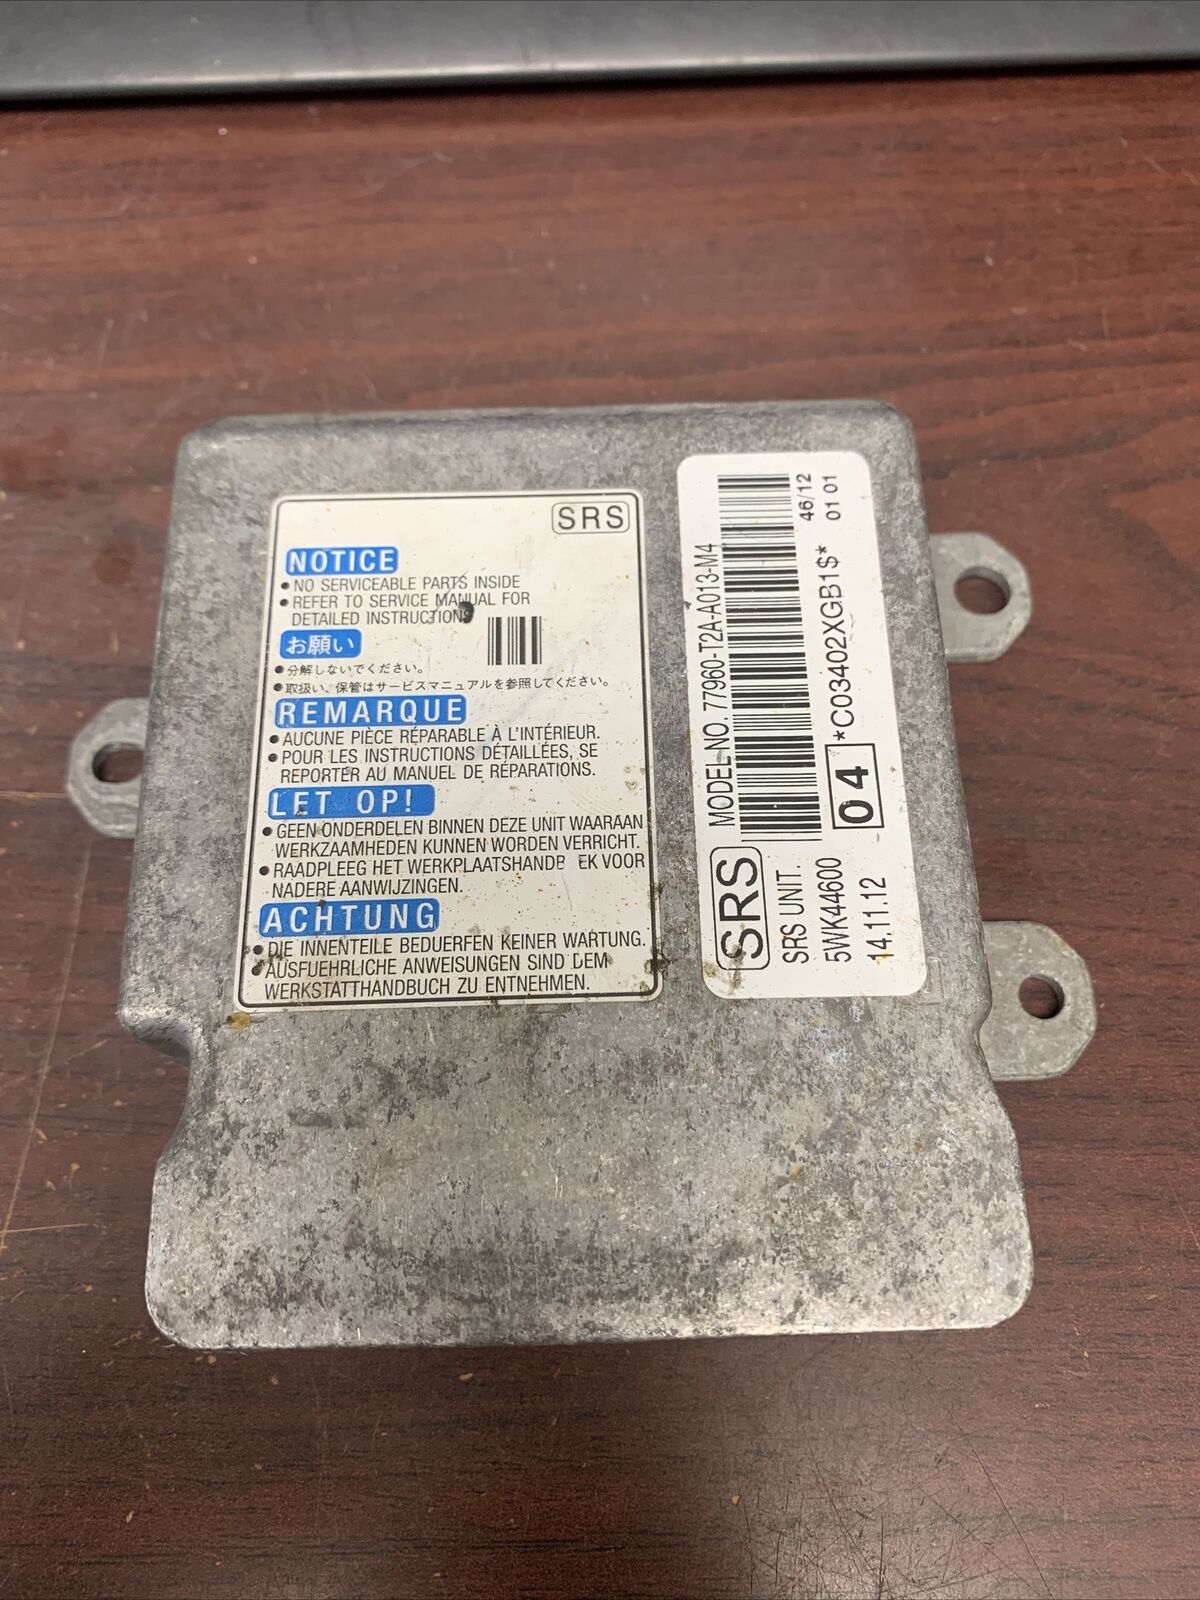 SRS
NOTICE
• NO SERVICEABLE PARTS INSIDE
• REFER TO SERVICE MANUAL FOR
DETAILED INSTRUCTIONS
お願い
• 分解しないでください。
• 取扱い、保管はサービスマニュアルを参照してください。
REMARQUE
• AUCUNE PIÈCE RÉPARABLE À L'INTÉRIEUR.
• POUR LES INSTRUCTIONS DÉTAILLÉES, SE
REPORTER AU MANUEL DE RÉPARATIONS.
LET OP!
• GEEN ONDERDELEN BINNEN DEZE UNIT WAARAAN
WERKZAAMHEDEN KUNNEN WORDEN VERRICHT.
• RAADPLEEG HET WERKPLAATSHANDBOEK VOOR
NADERE AANWIJZINGEN.
ACHTUNG
• DIE INNENTEILE BEDUERFEN KEINER WARTUNG.
• AUSFUEHRLICHE ANWEISUNGEN SIND DEM
WERKSTATTHANDBUCH ZU ENTNEHMEN.
SRS MODEL NO. 77960-T2A-A013-M4
SRS UNIT. 46/12
5WK44600 04 *C03402XGB1$* 01 01
14.11.12